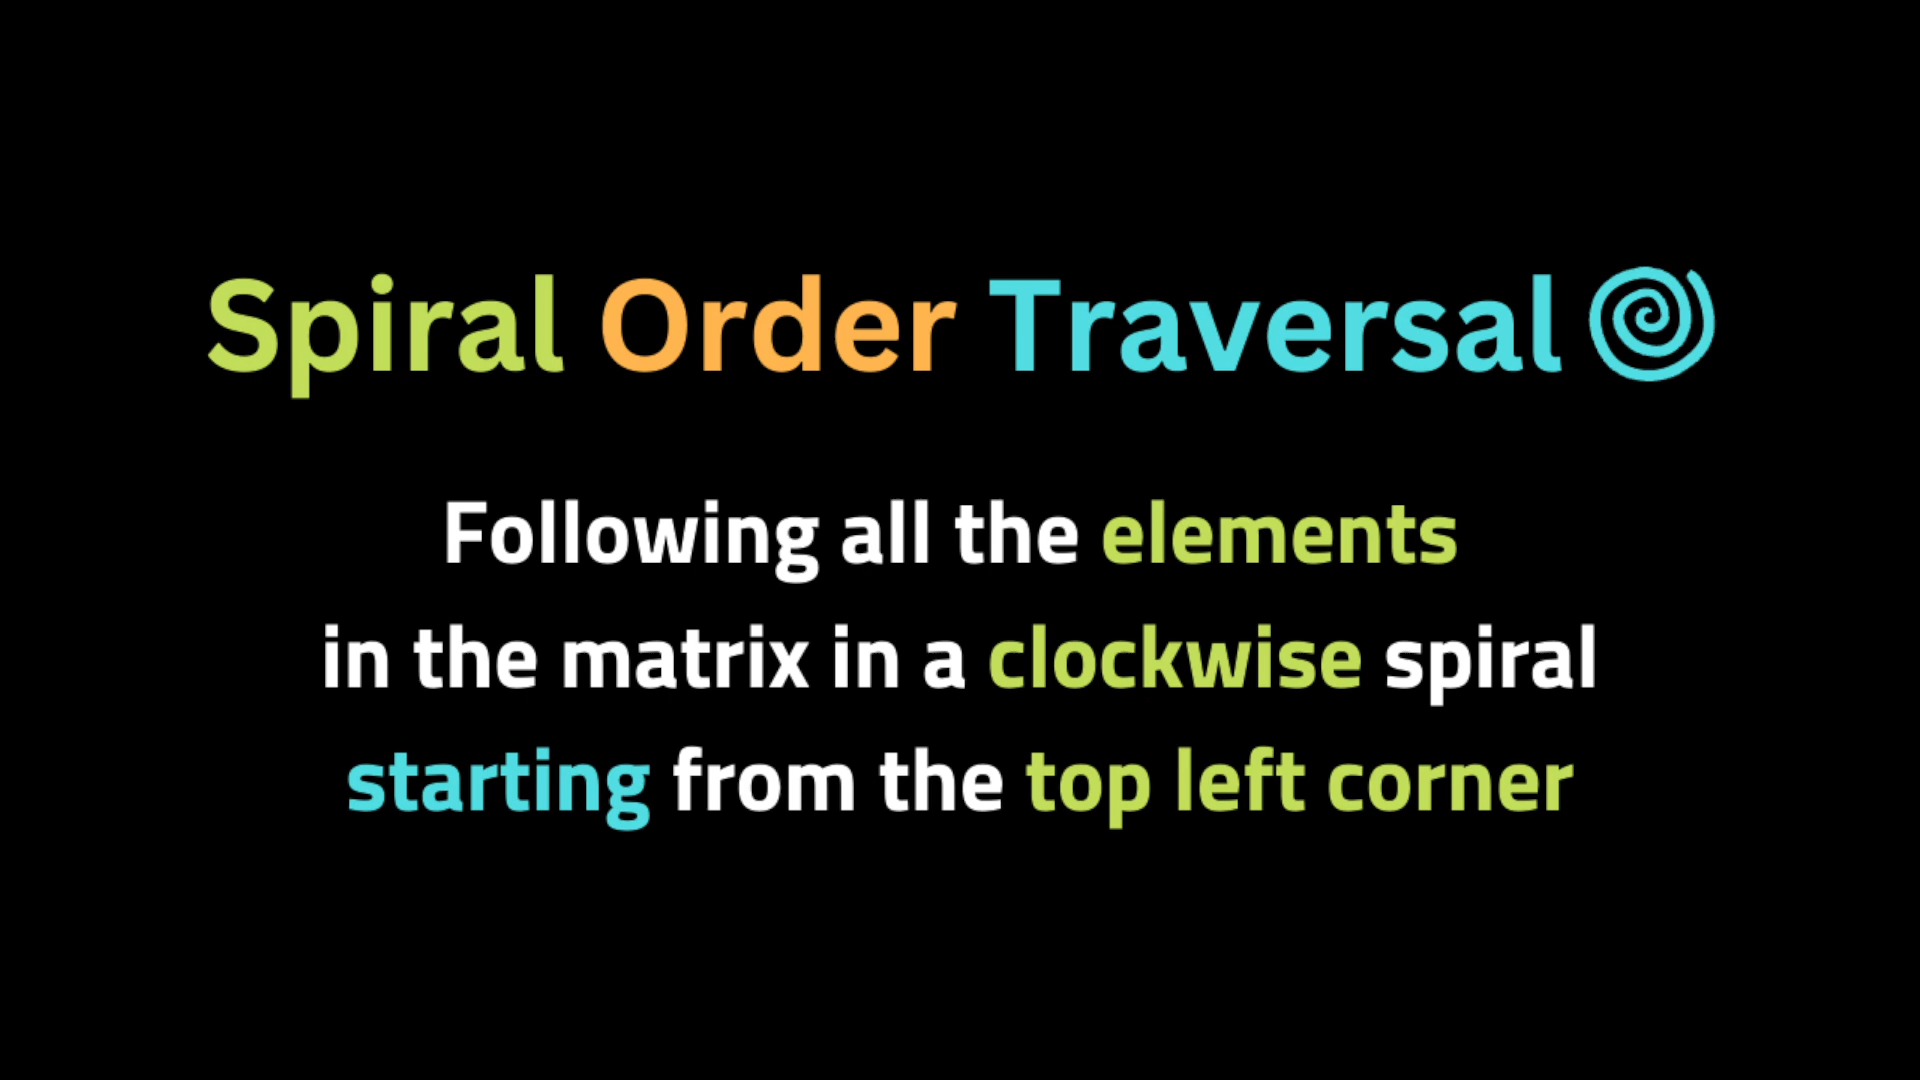 Spiral Order Traversal
Following all the elements
in the matrix in a clockwise spiral
starting from the top left corner